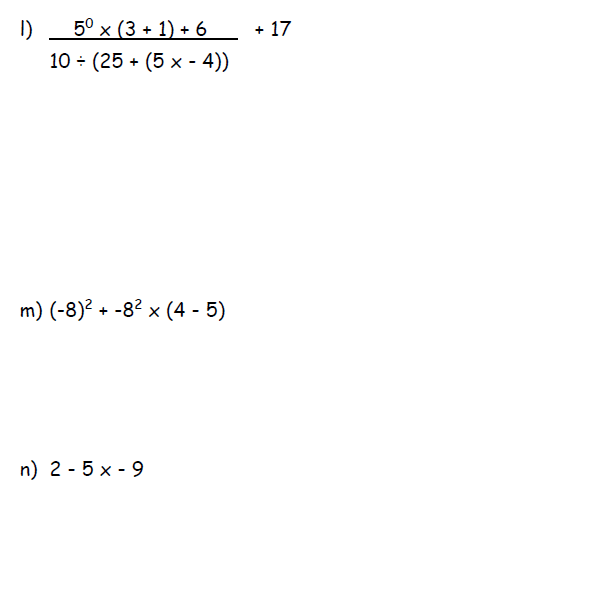 l) 5⁰ x (3 + 1) + 6 + 17
10 ÷ (25 + (5 x - 4))
m) (-8)² + -8² x (4 - 5)
n) 2 - 5 x - 9